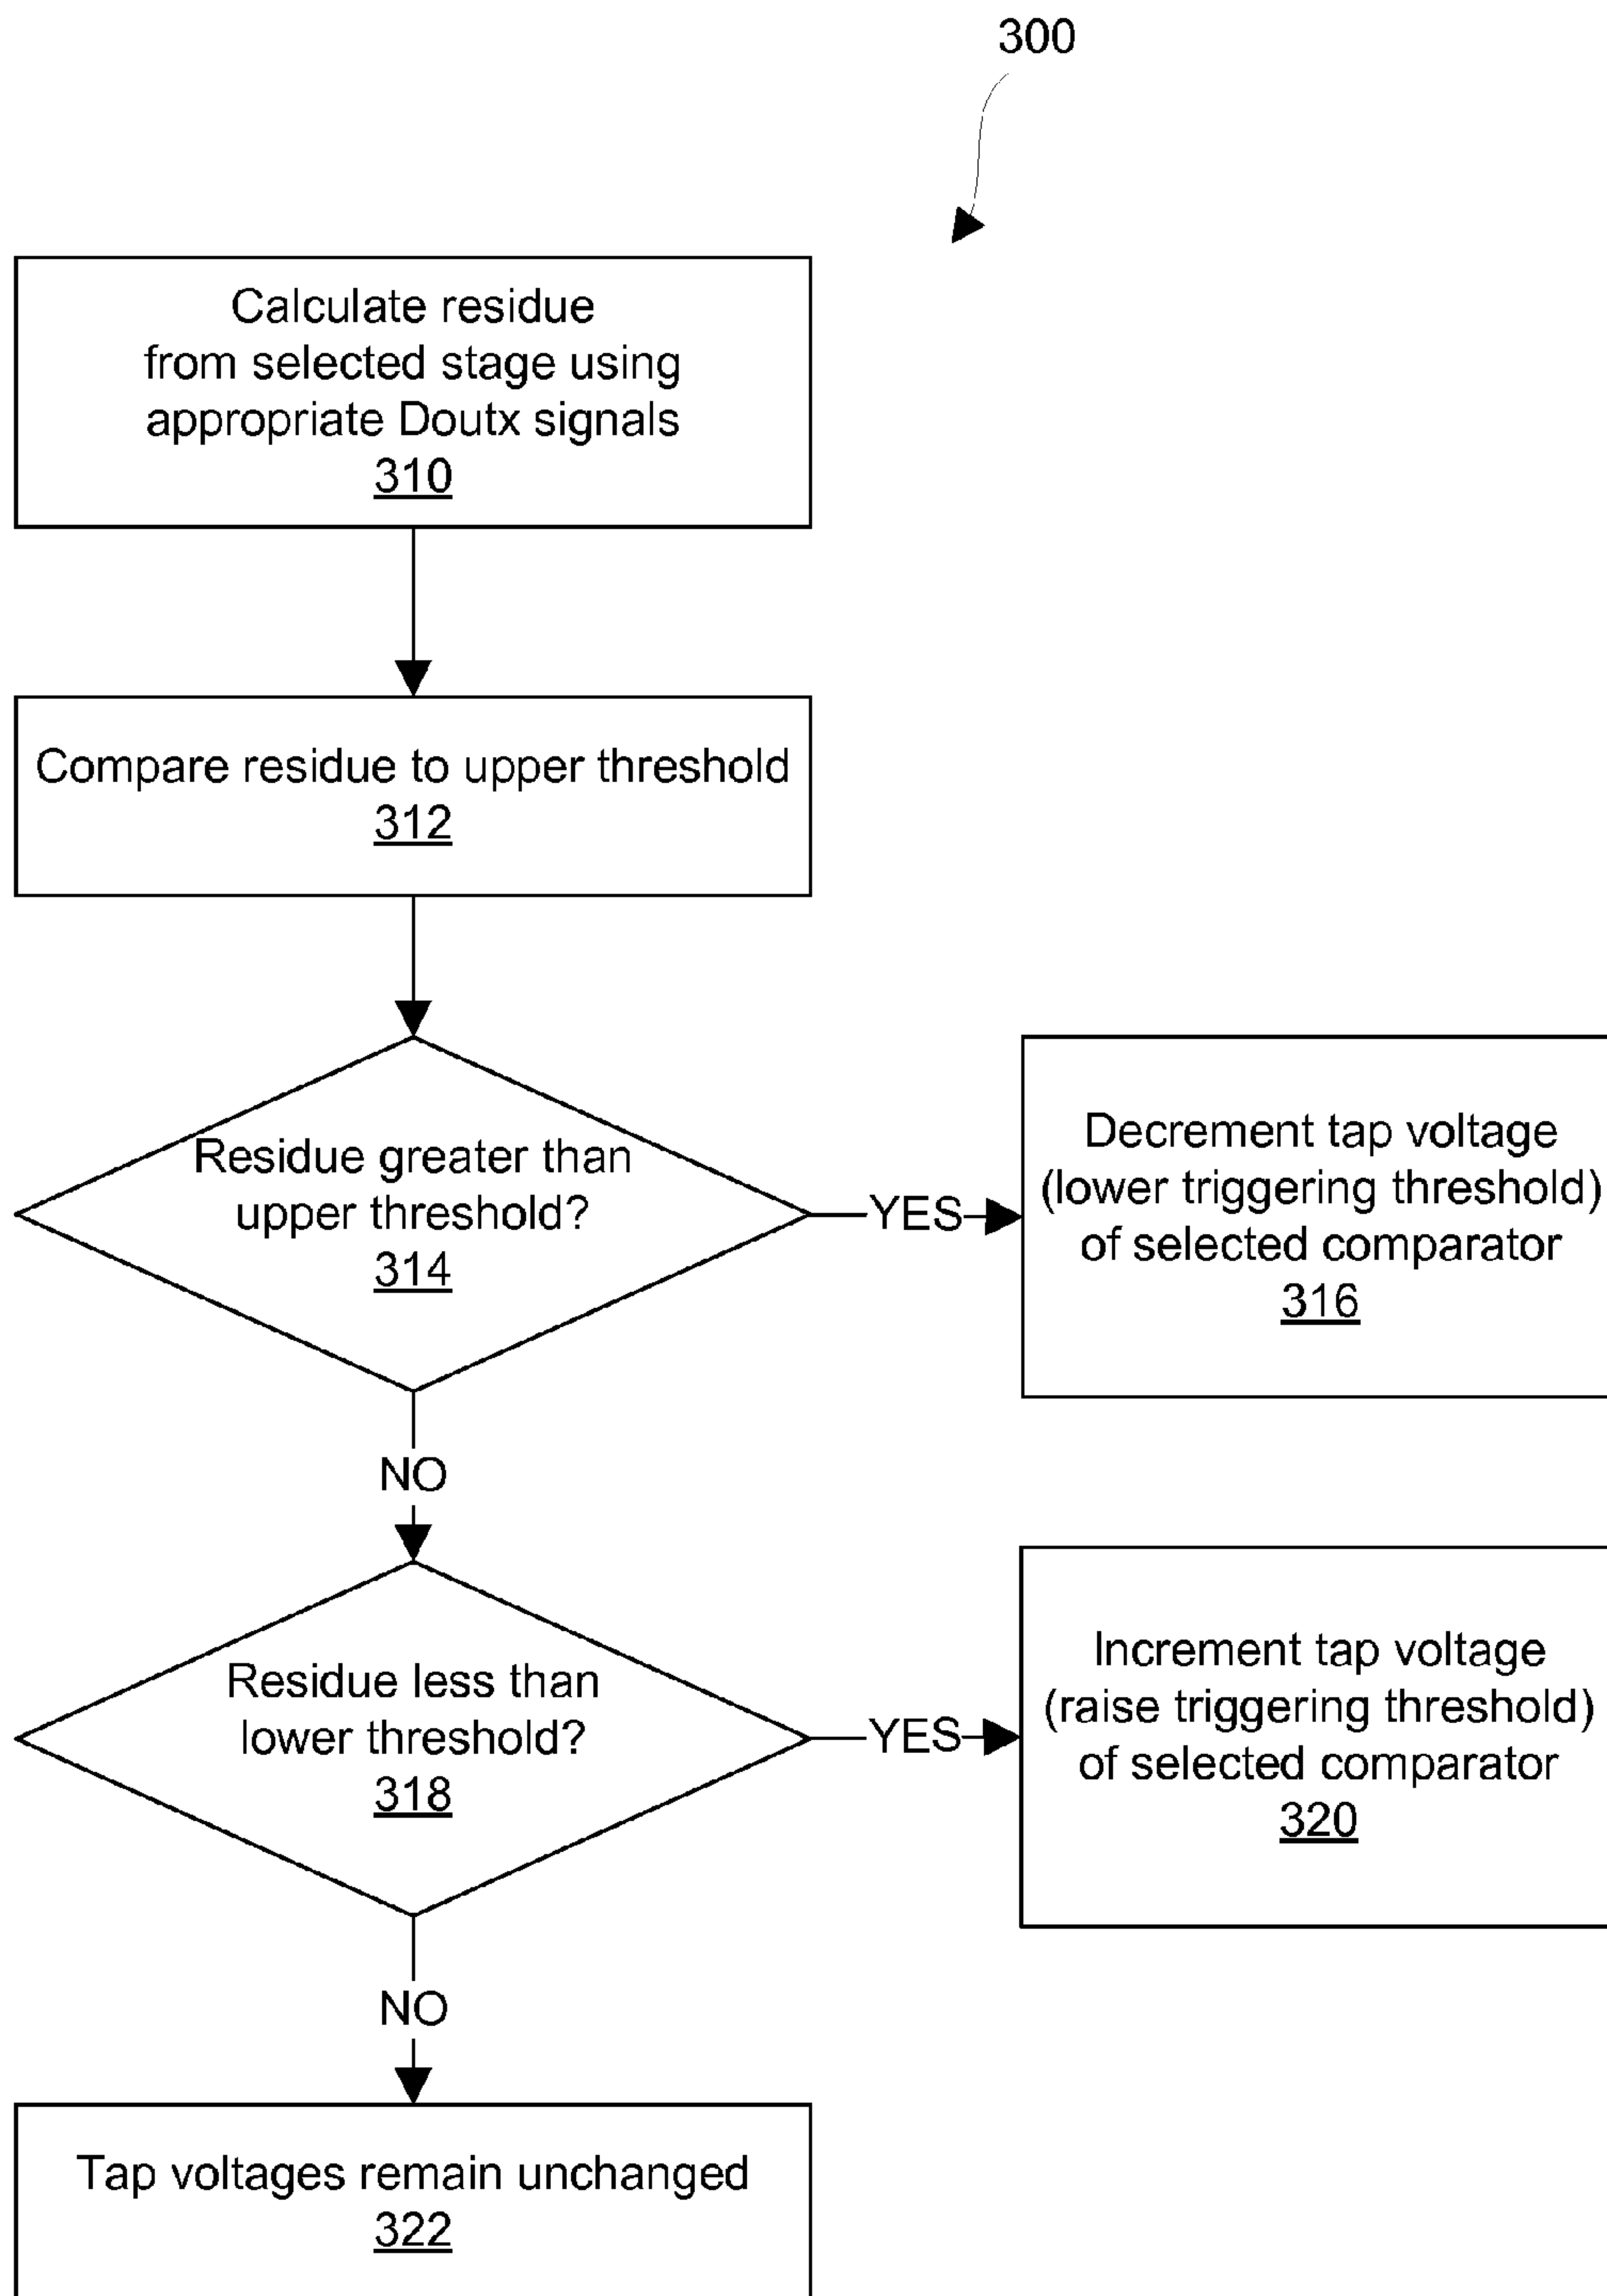 300
Calculate residue
from selected stage using
appropriate Doutx signals
310
Compare residue to upper threshold
312
Residue greater than
upper threshold?
314
YES
Decrement tap voltage
(lower triggering threshold)
of selected comparator
316
NO
Residue less than
lower threshold?
318
YES
Increment tap voltage
(raise triggering threshold)
of selected comparator
320
NO
Tap voltages remain unchanged
322